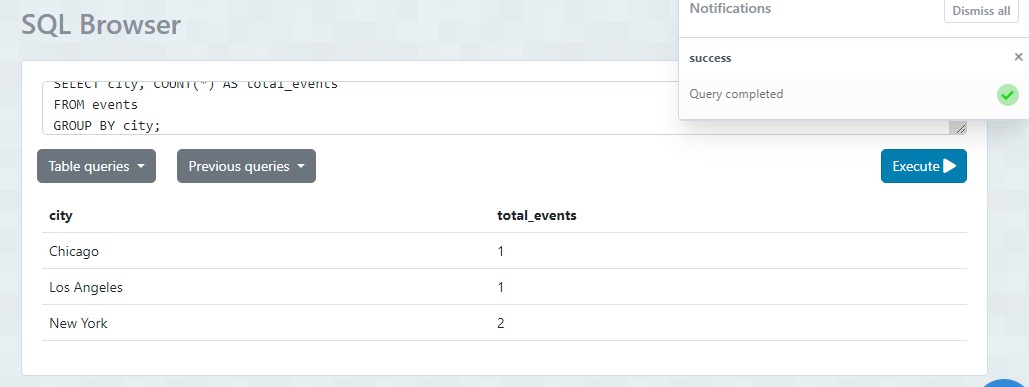 SQL Browser
Notifications
Dismiss all
success
×
Query completed
SELECT city, COUNT(*) AS total_events
FROM events
GROUP BY city;
Table queries
Previous queries
Execute
city total_events
Chicago 1
Los Angeles 1
New York 2